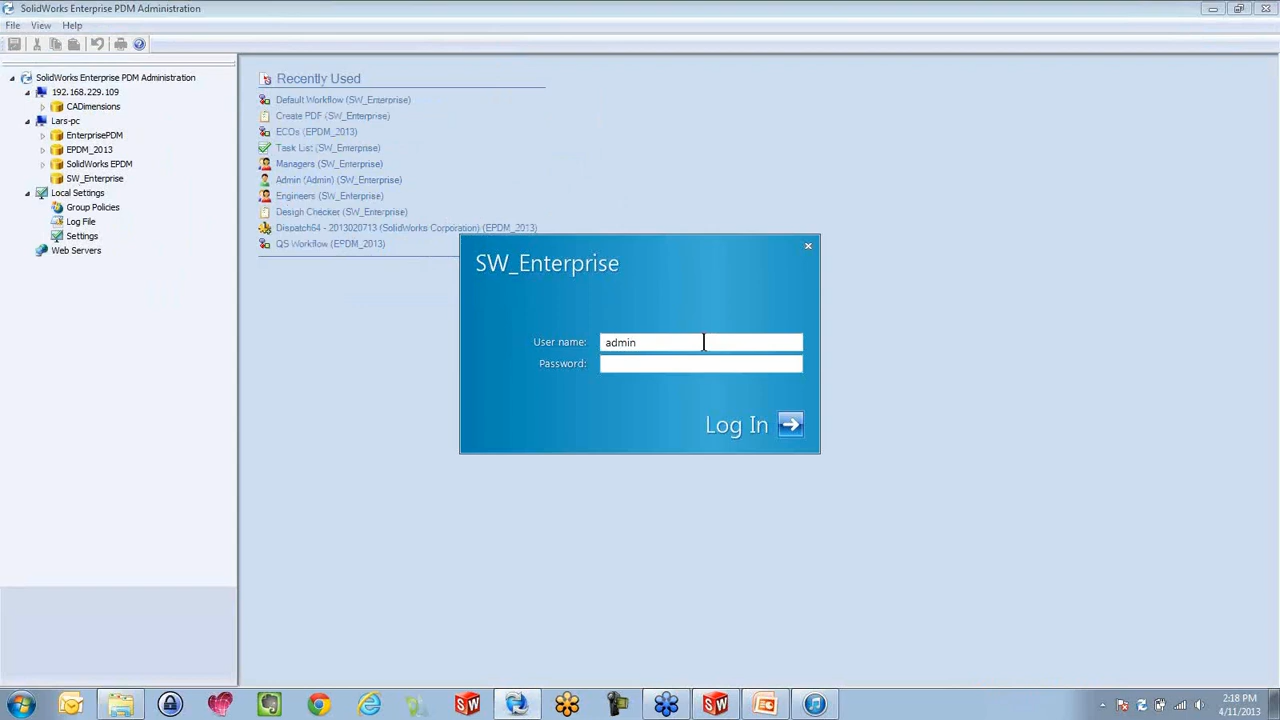 SolidWorks Enterprise PDM Administration
File View Help
SolidWorks Enterprise PDM Administration
192.168.229.109
CADimensions
Lars-pc
EnterprisePDM
EPDM_2013
SolidWorks EPDM
SW_Enterprise
Local Settings
Group Policies
Log File
Settings
Web Servers
Recently Used
Default Workflow (SW_Enterprise)
Create PDF (SW_Enterprise)
ECOs (EPDM_2013)
Task List (SW_Enterprise)
Managers (SW_Enterprise)
Admin (Admin) (SW_Enterprise)
Engineers (SW_Enterprise)
Design Checker (SW_Enterprise)
Dispatch64 - 2013020713 (SolidWorks Corporation) (EPDM_2013)
QS Workflow (EPDM_2013)
SW_Enterprise
User name: admin
Password:
Log In
SW
SW
2:18 PM
4/11/2013